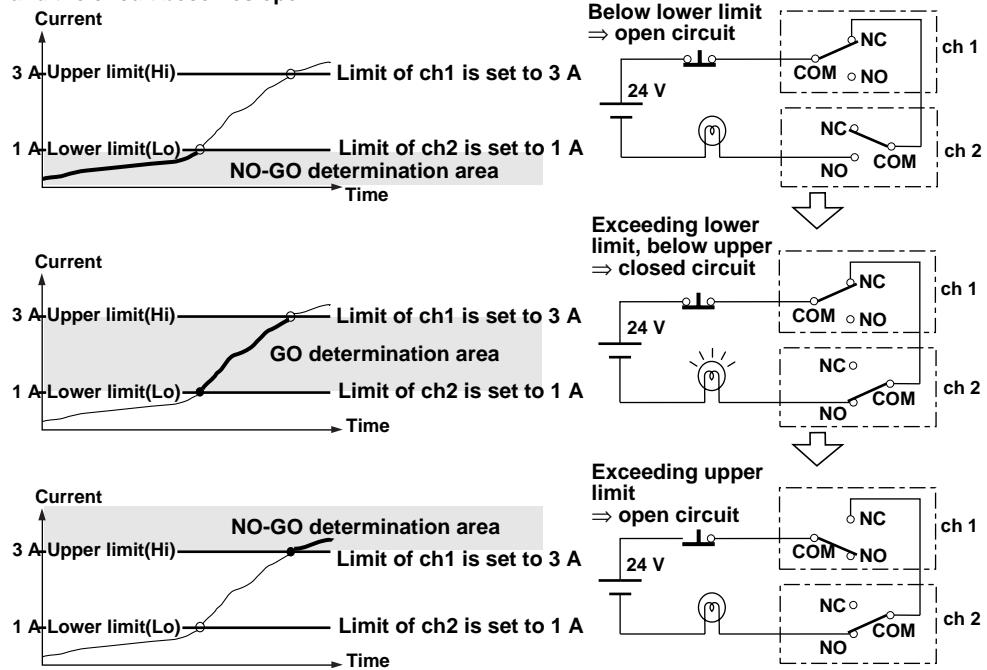 Current
3 A Upper limit(Hi) Limit of ch1 is set to 3 A
1 A Lower limit(Lo) Limit of ch2 is set to 1 A
NO-GO determination area
Time
Below lower limit
⇒ open circuit
24 V
NC
COM NO
ch 1
NC
COM
NO
ch 2
Current
3 A Upper limit(Hi) Limit of ch1 is set to 3 A
GO determination area
1 A Lower limit(Lo) Limit of ch2 is set to 1 A
Time
Exceeding lower
limit, below upper
⇒ closed circuit
24 V
NC
COM NO
ch 1
NC
COM
NO
ch 2
Current
NO-GO determination area
3 A Upper limit(Hi) Limit of ch1 is set to 3 A
1 A Lower limit(Lo) Limit of ch2 is set to 1 A
Time
Exceeding upper
limit
⇒ open circuit
24 V
NC
COM NO
ch 1
NC
COM
NO
ch 2